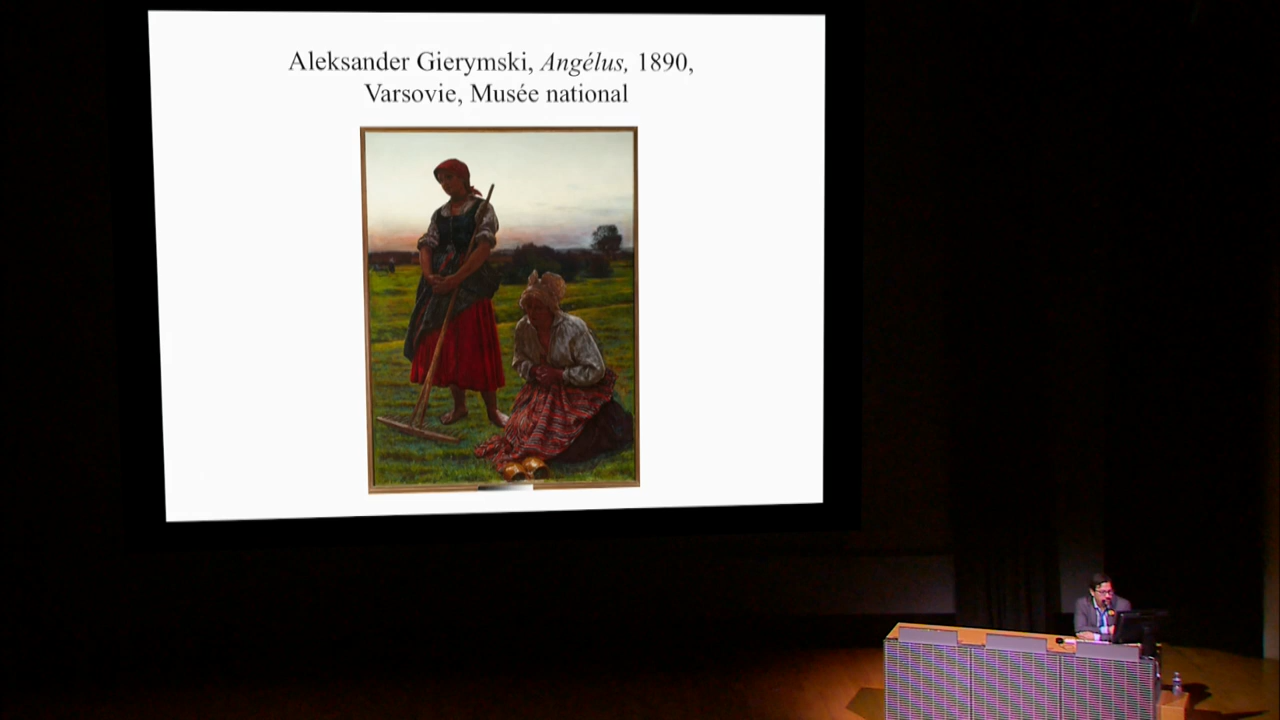 Aleksander Gierymski, Angélus, 1890,
Varsovie, Musée national